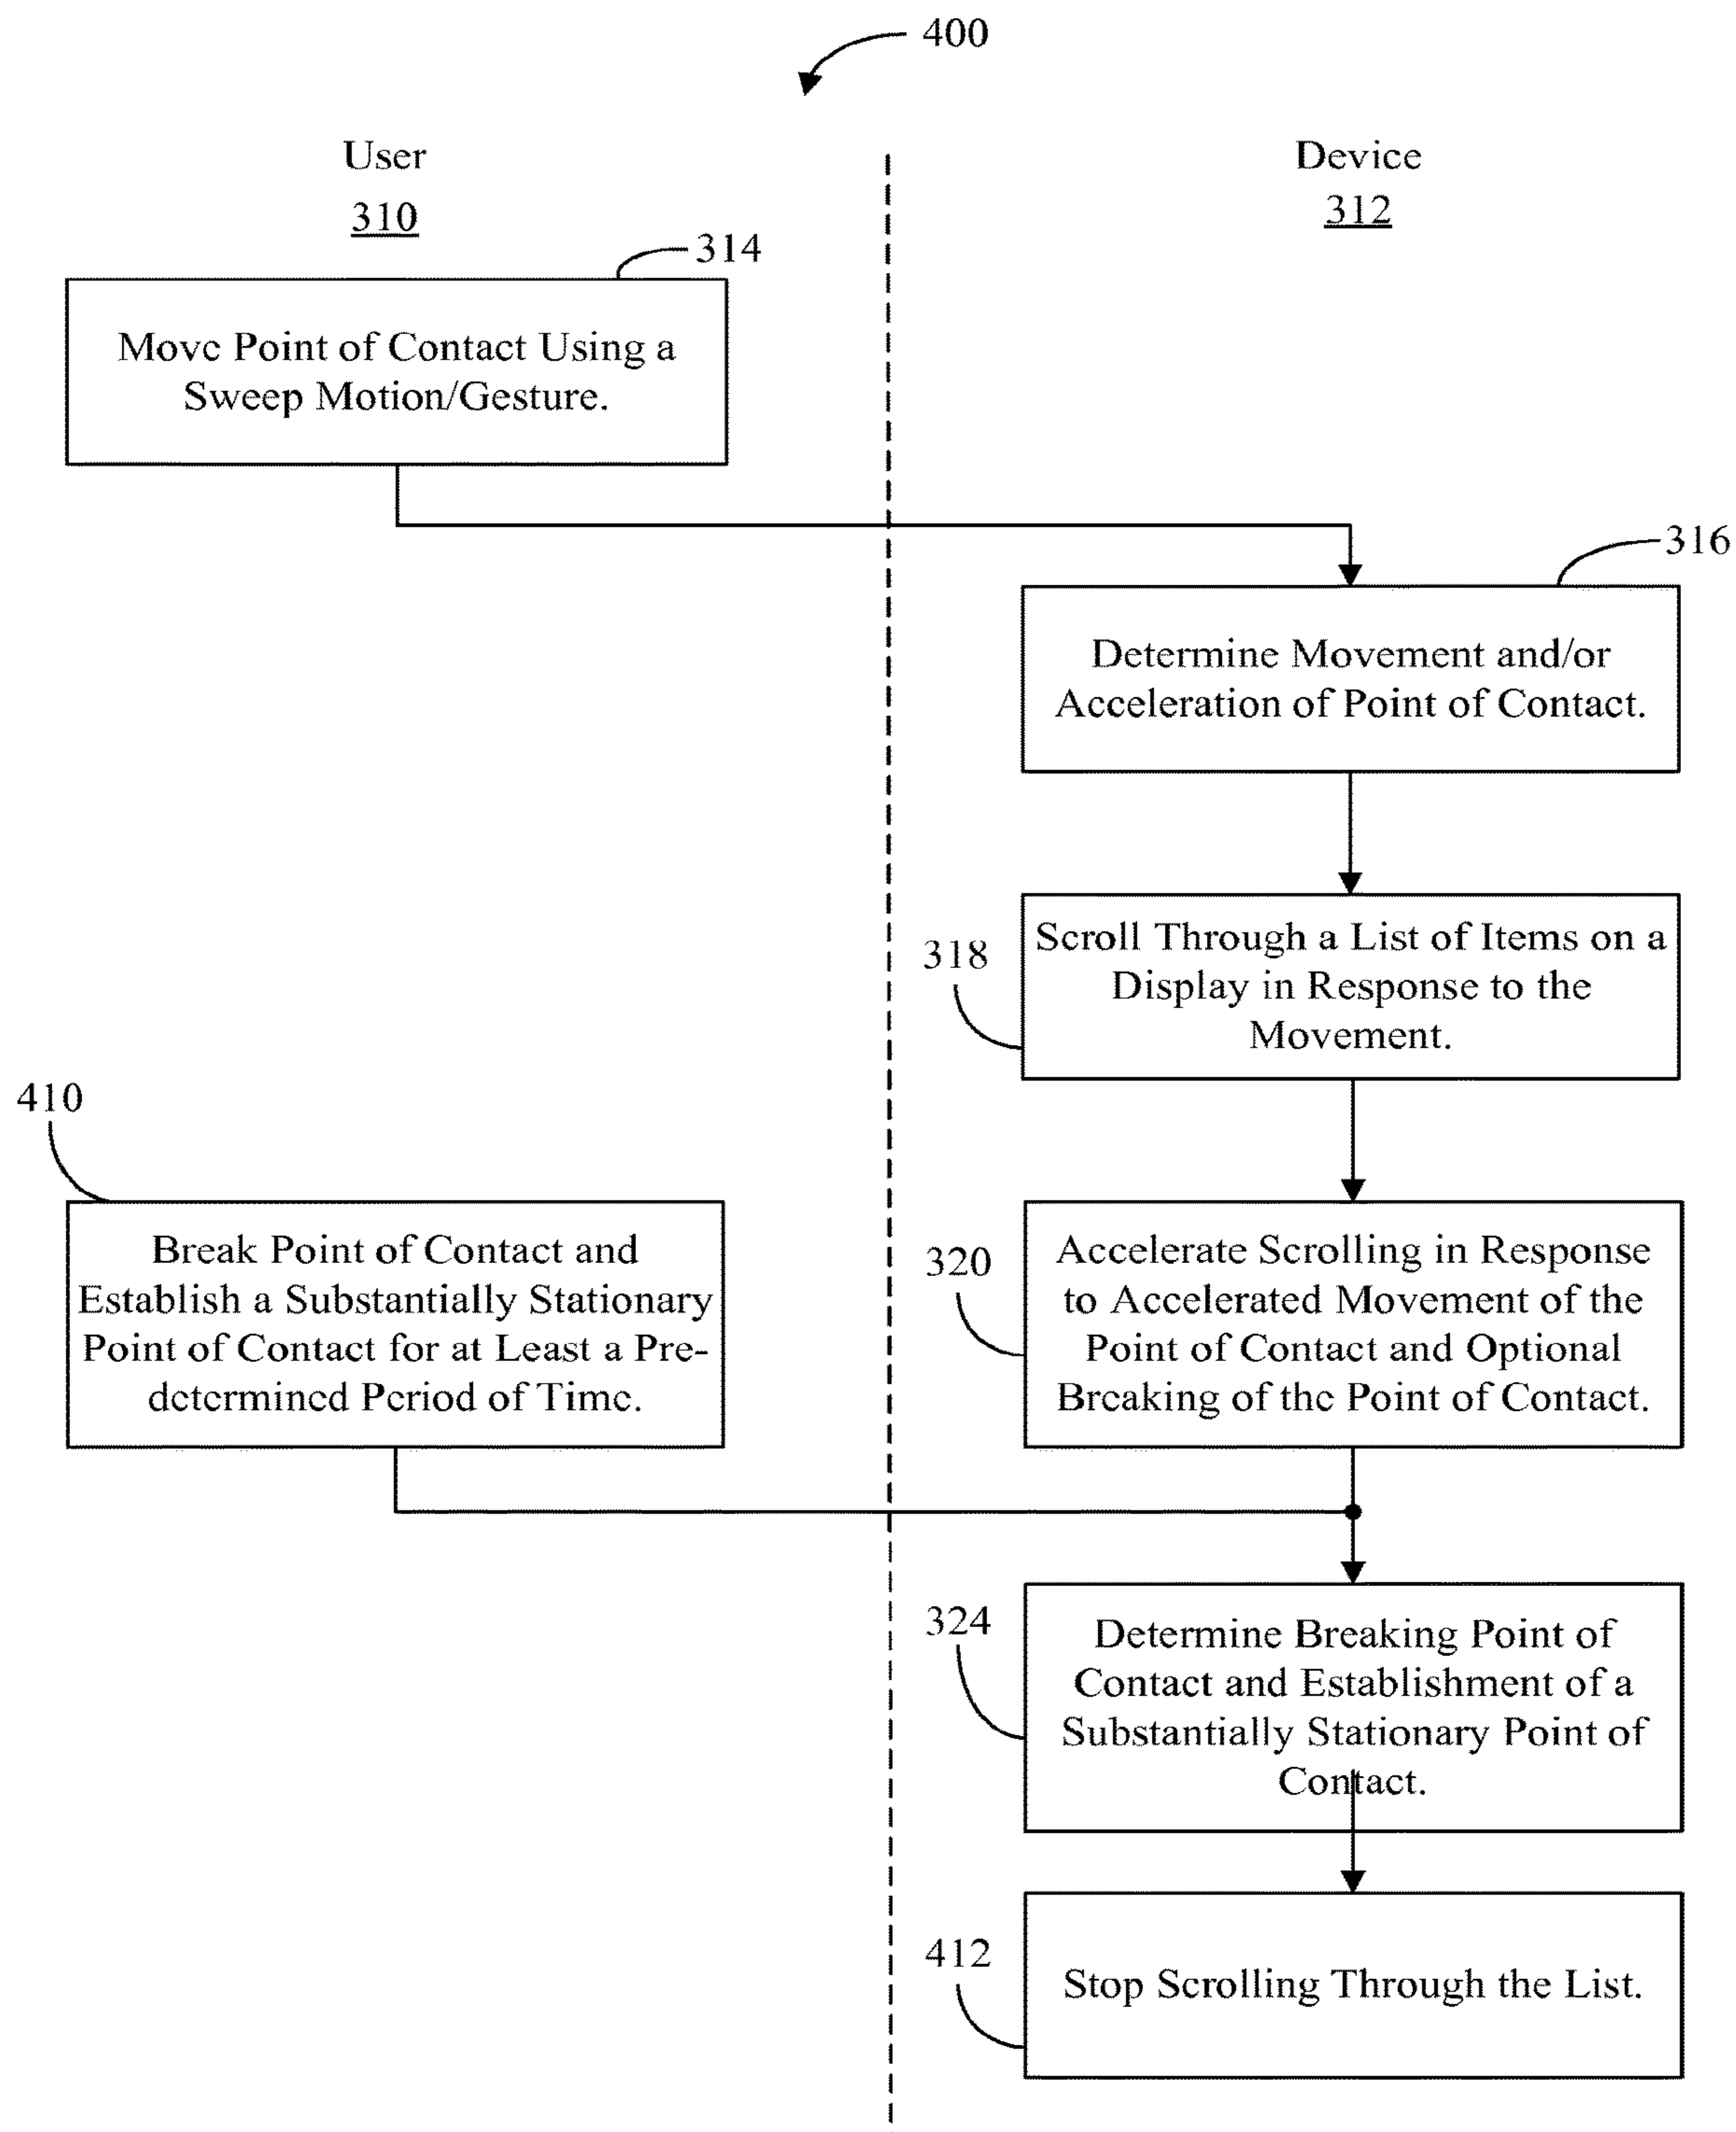 400
User
310
Device
312
314
Move Point of Contact Using a
Sweep Motion/Gesture.
316
Determine Movement and/or
Acceleration of Point of Contact.
318
Scroll Through a List of Items on a
Display in Response to the
Movement.
410
Break Point of Contact and
Establish a Substantially Stationary
Point of Contact for at Least a Pre-
determined Period of Time.
320
Accelerate Scrolling in Response
to Accelerated Movement of the
Point of Contact and Optional
Breaking of the Point of Contact.
324
Determine Breaking Point of
Contact and Establishment of a
Substantially Stationary Point of
Contact.
412
Stop Scrolling Through the List.